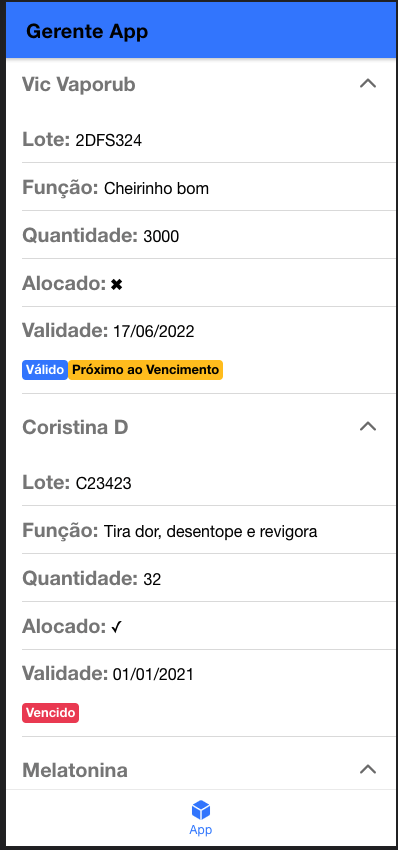 Gerente App
Vic Vaporub
Lote: 2DFS324
Função: Cheirinho bom
Quantidade: 3000
Alocado: ✖
Validade: 17/06/2022
Válido Próximo ao Vencimento
Coristina D
Lote: C23423
Função: Tira dor, desentope e revigora
Quantidade: 32
Alocado: ✓
Validade: 01/01/2021
Vencido
Melatonina
App